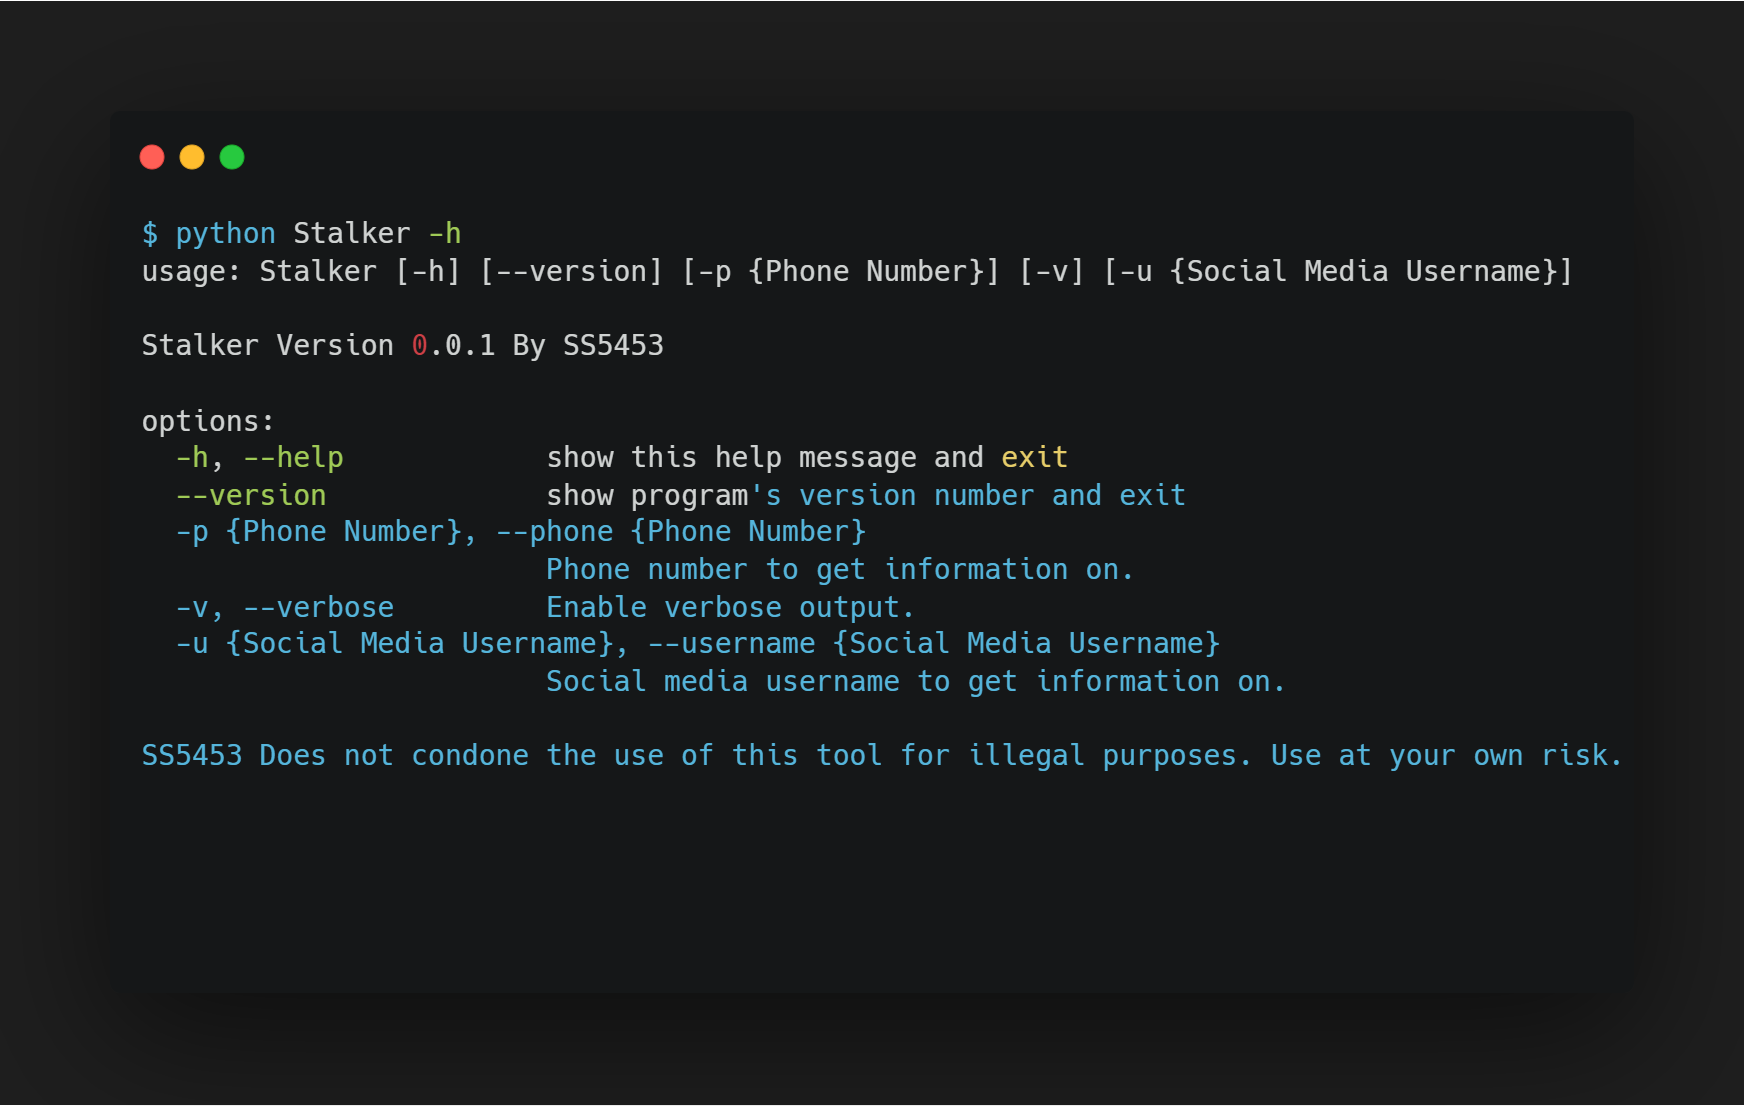 $ python Stalker -h
usage: Stalker [-h] [--version] [-p {Phone Number}] [-v] [-u {Social Media Username}]
Stalker Version 0.0.1 By SS5453
options:
-h, --help show this help message and exit
--version show program's version number and exit
-p {Phone Number}, --phone {Phone Number}
Phone number to get information on.
-v, --verbose Enable verbose output.
-u {Social Media Username}, --username {Social Media Username}
Social media username to get information on.
SS5453 Does not condone the use of this tool for illegal purposes. Use at your own risk.